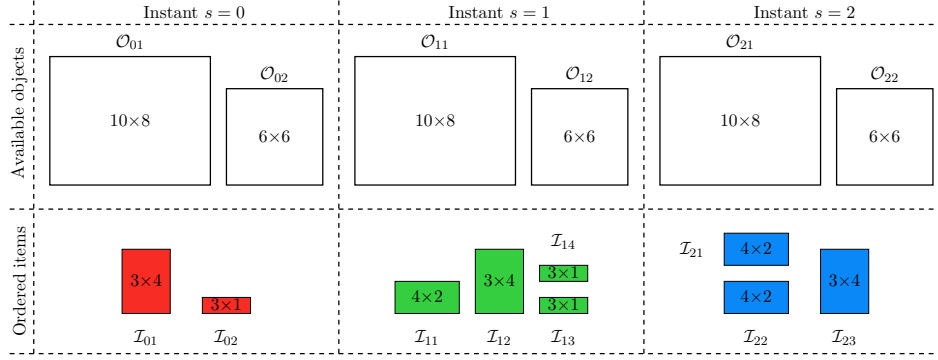 Instant s = 0 Instant s = 1 Instant s = 2
Available objects
O01 O02 O11 O12 O21 O22
10×8 6×6 10×8 6×6 10×8 6×6
Ordered items
3×4 3×1 4×2 3×4 3×1 3×1 4×2 4×2 3×4
I14 I21
I01 I02 I11 I12 I13 I22 I23